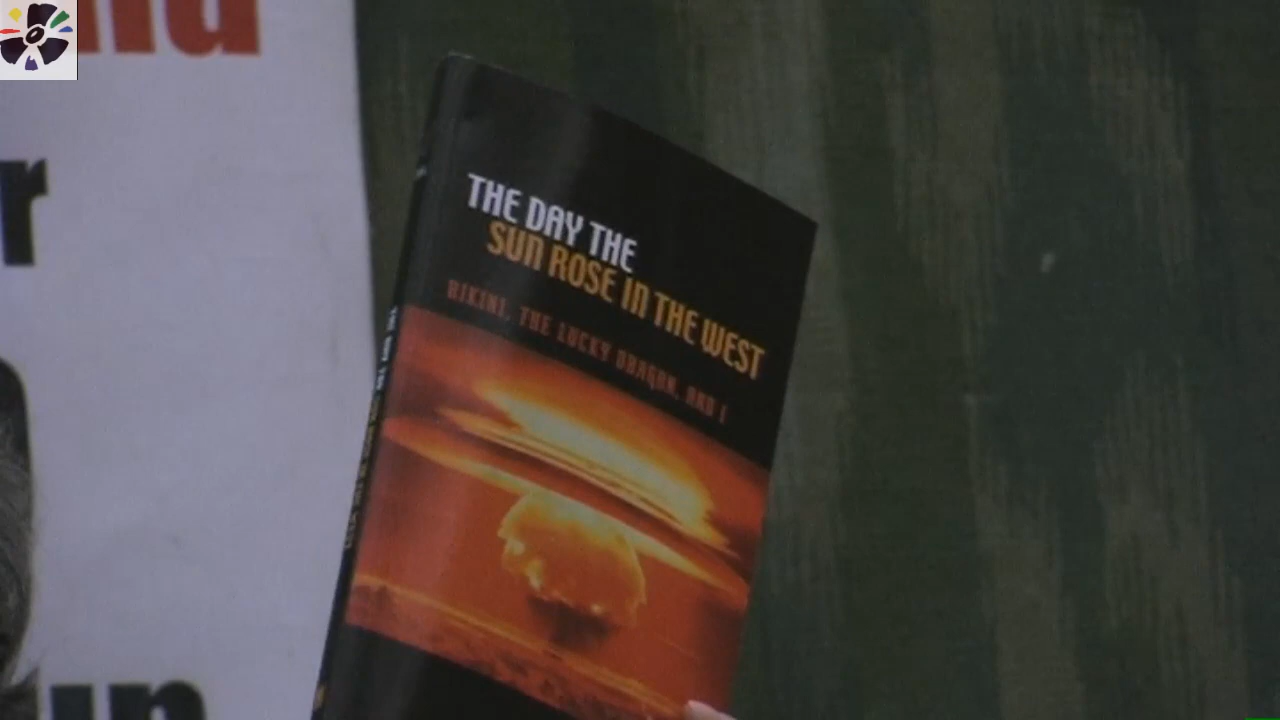 THE DAY THE
SUN ROSE IN THE WEST
BIKINI, THE LUCKY DRAGON, AND I